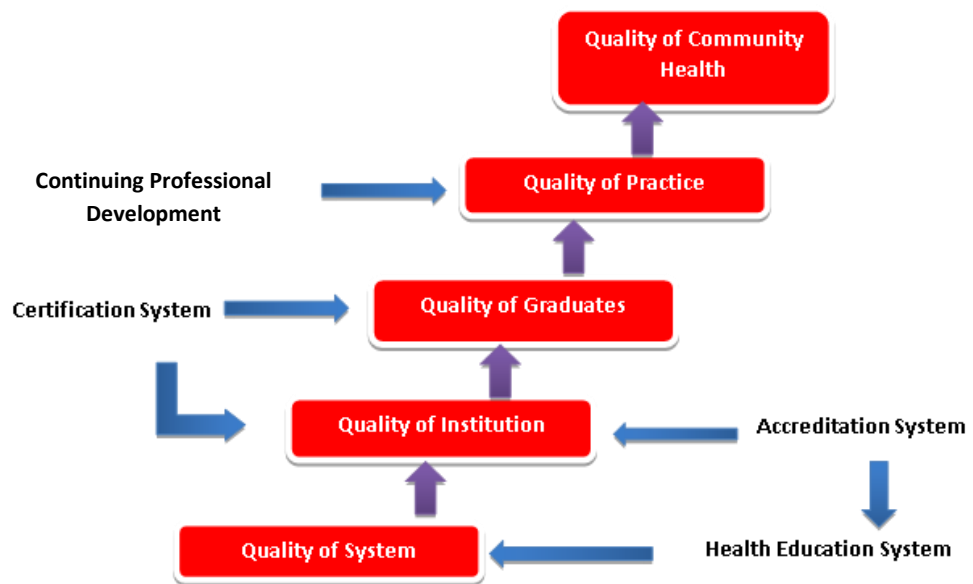 Quality of Community
Health
Continuing Professional
Development
Quality of Practice
Certification System
Quality of Graduates
Quality of Institution
Accreditation System
Quality of System
Health Education System